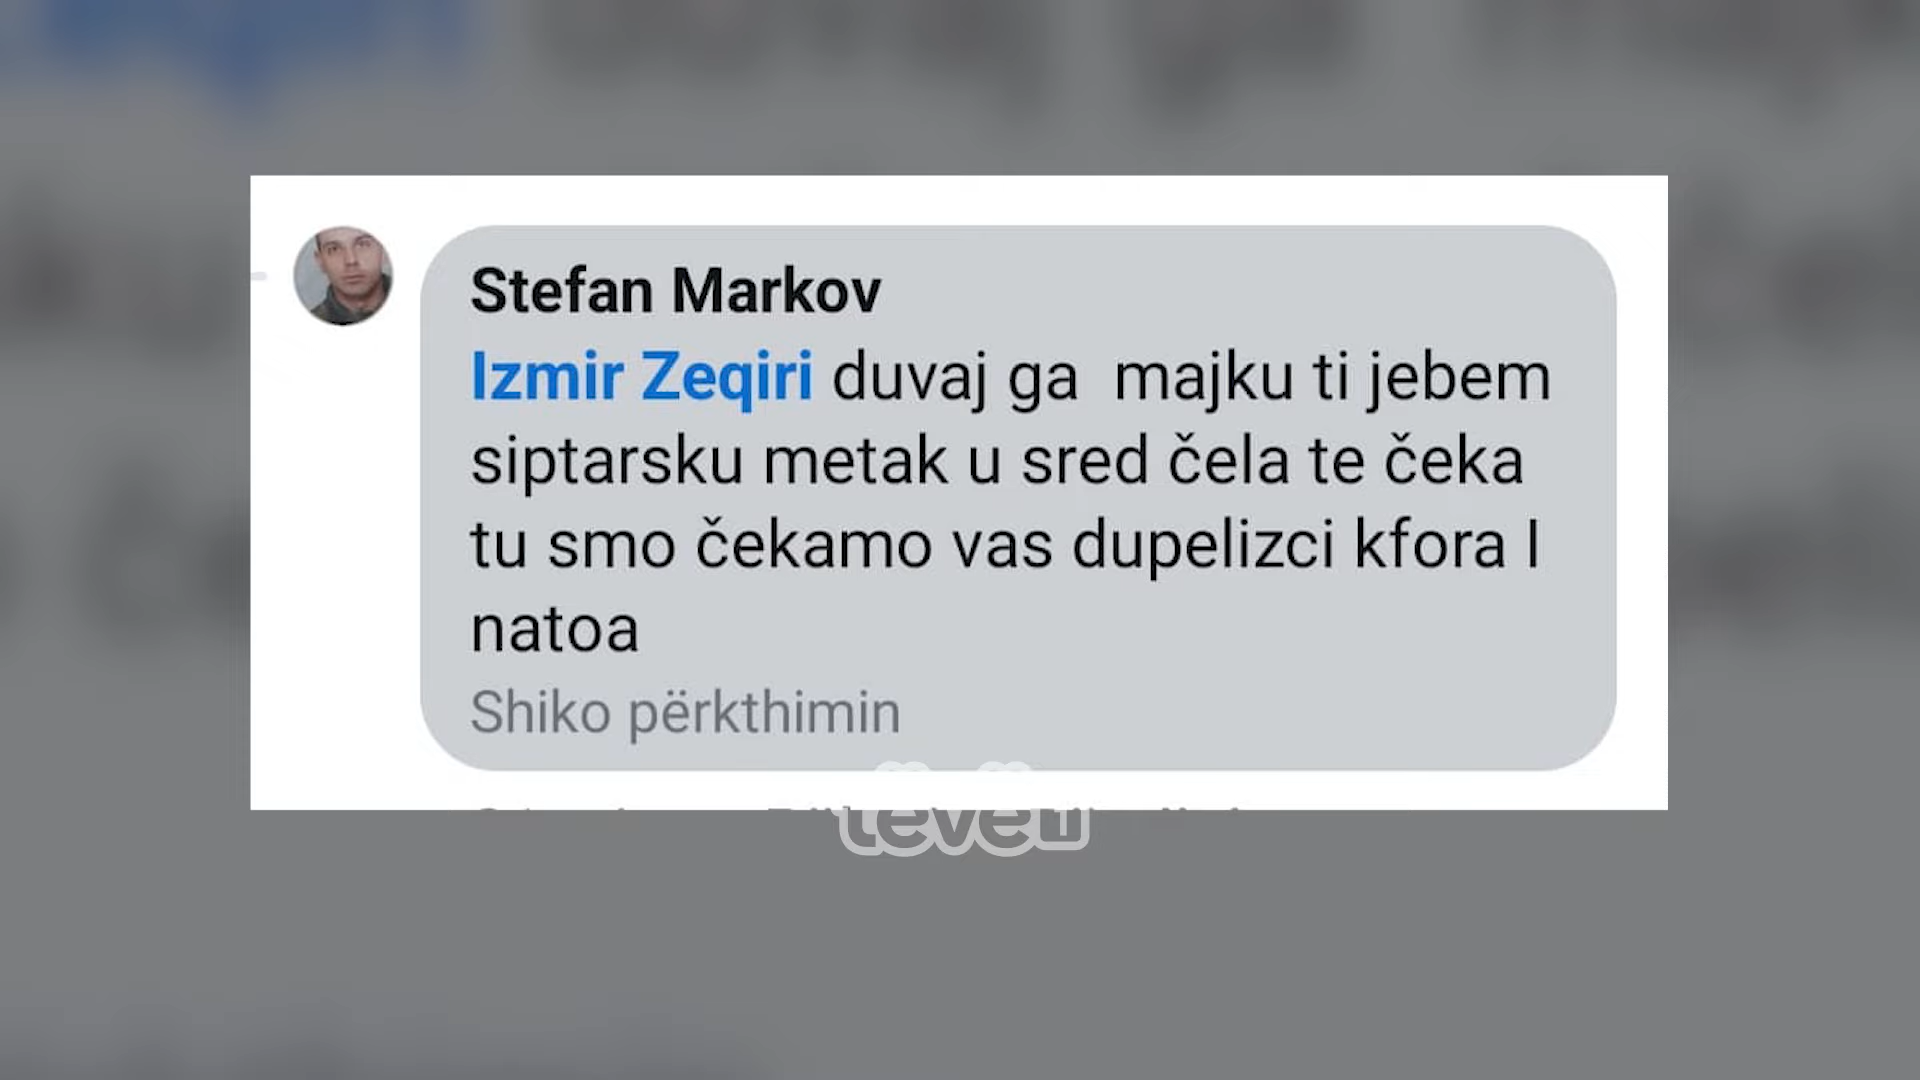 Stefan Markov
Izmir Zeqiri duvaj ga majku ti jebem
siptarsku metak u sred čela te čeka
tu smo čekamo vas dupelizci kfora I
natoa
Shiko përkthimin
tëvë1